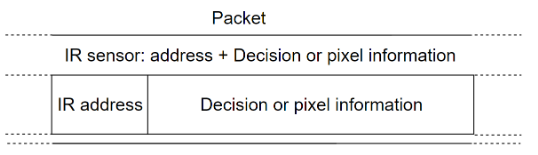 Packet
IR sensor: address + Decision or pixel information
IR address
Decision or pixel information